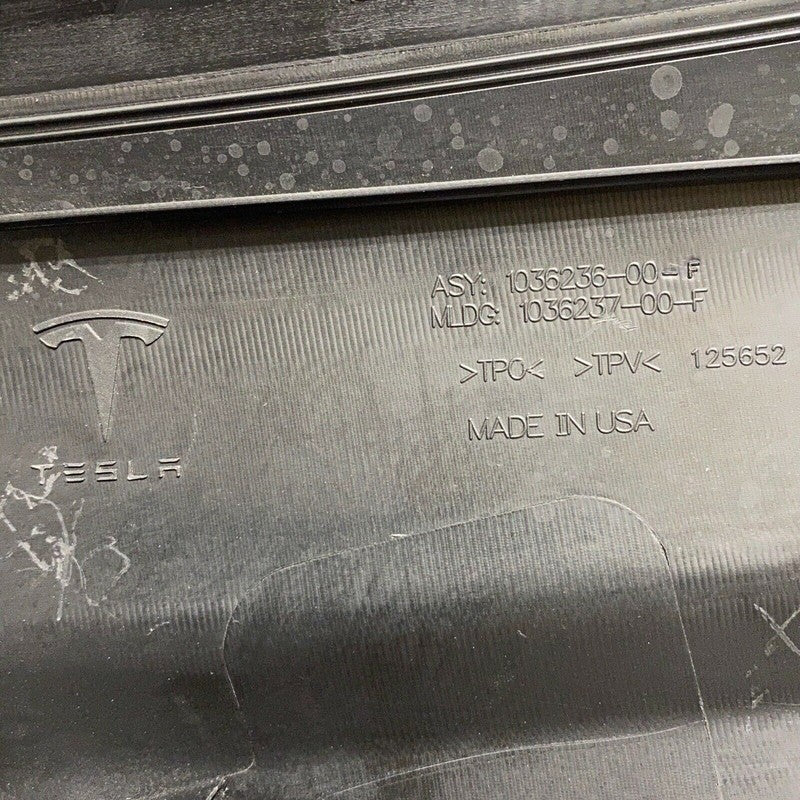 ASY: 1036236-00-F
MLDG: 1036237-00-F
>TPO< >TPV< 125652
MADE IN USA
TESLA